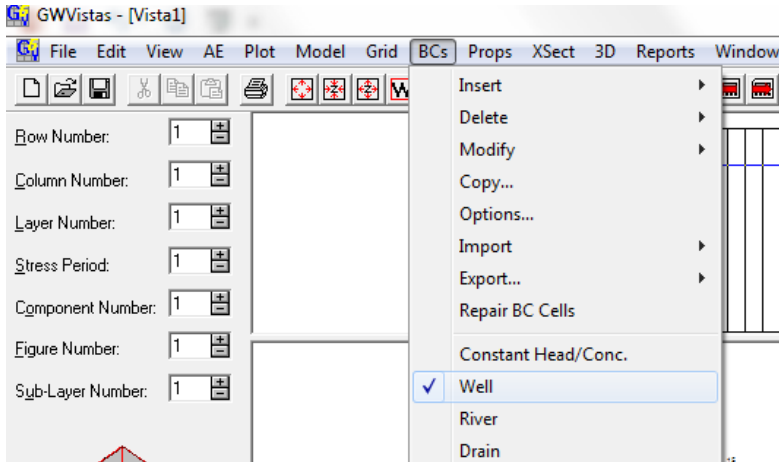 GWVistas - [Vista1]
File Edit View AE Plot Model Grid BCs Props XSect 3D Reports Window
Row Number: 1
Column Number: 1
Layer Number: 1
Stress Period: 1
Component Number: 1
Figure Number: 1
Sub-Layer Number: 1
Insert
Delete
Modify
Copy...
Options...
Import
Export...
Repair BC Cells
Constant Head/Conc.
Well
River
Drain